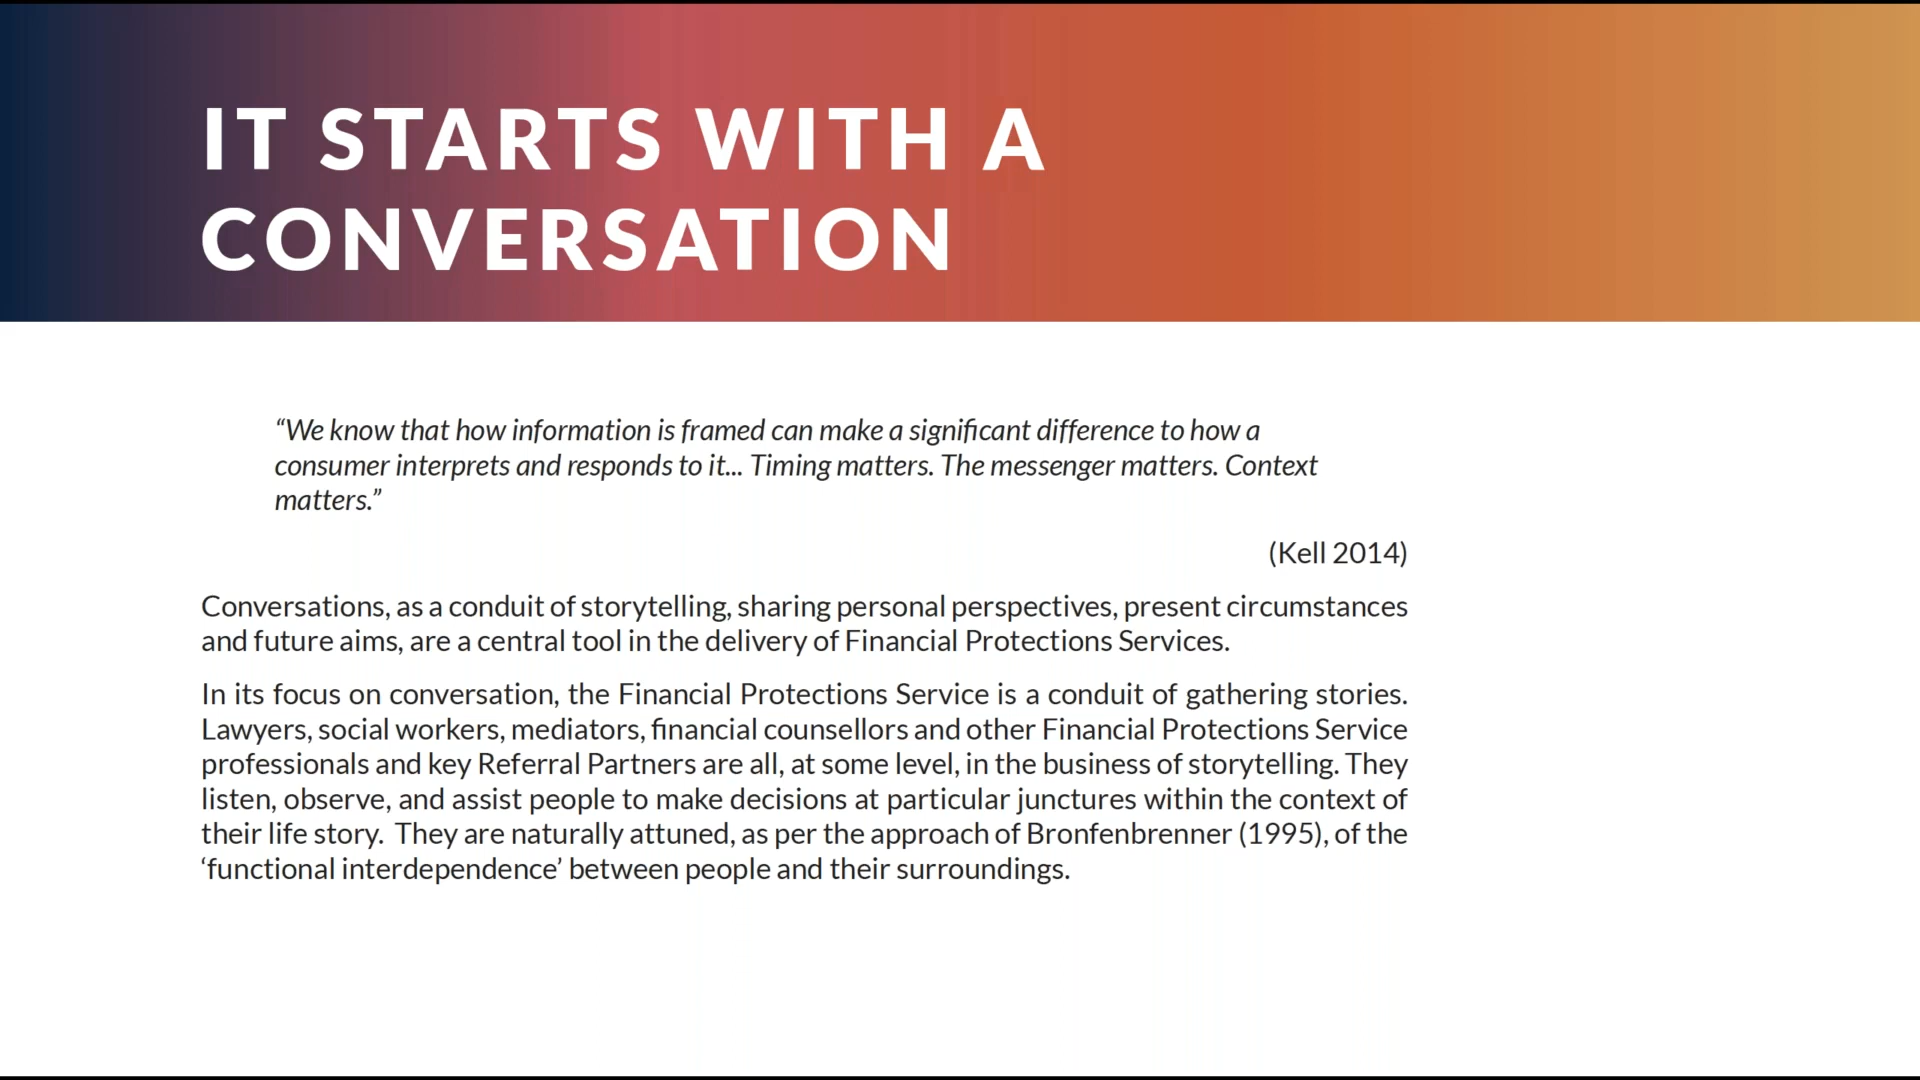 IT STARTS WITH A
CONVERSATION
“We know that how information is framed can make a significant difference to how a
consumer interprets and responds to it... Timing matters. The messenger matters. Context
matters.”
(Kell 2014)
Conversations, as a conduit of storytelling, sharing personal perspectives, present circumstances
and future aims, are a central tool in the delivery of Financial Protections Services.
In its focus on conversation, the Financial Protections Service is a conduit of gathering stories.
Lawyers, social workers, mediators, financial counsellors and other Financial Protections Service
professionals and key Referral Partners are all, at some level, in the business of storytelling. They
listen, observe, and assist people to make decisions at particular junctures within the context of
their life story. They are naturally attuned, as per the approach of Bronfenbrenner (1995), of the
‘functional interdependence’ between people and their surroundings.